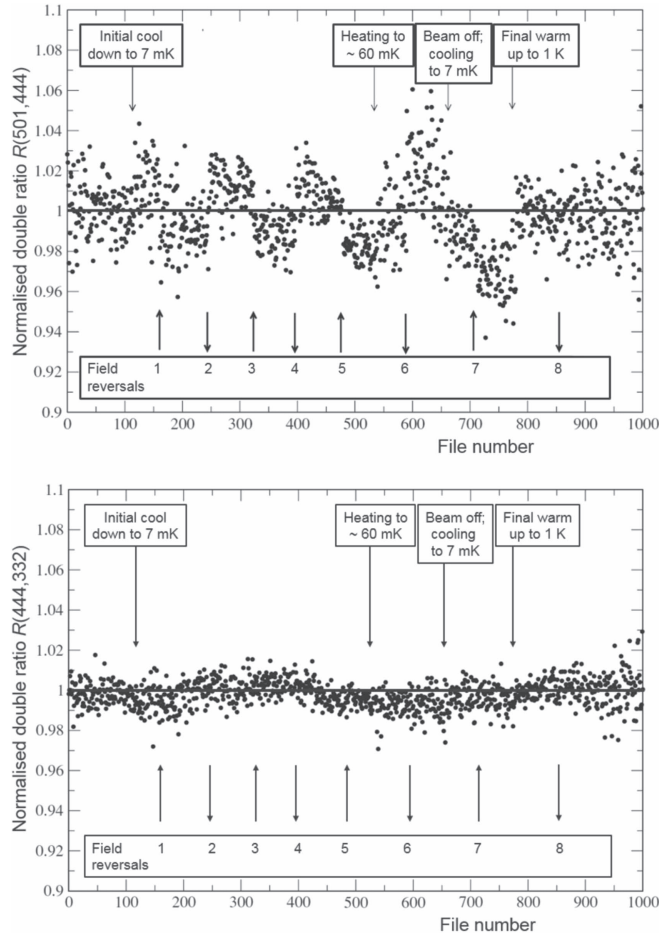 1.1
1.08
1.06
1.04
1.02
1
0.98
0.96
0.94
0.92
0.9
Normalised double ratio R(501,444)
Initial cool
down to 7 mK
Heating to
~ 60 mK
Beam off;
cooling
to 7 mK
Final warm
up to 1 K
Field
reversals
1 2 3 4 5 6 7 8
0 100 200 300 400 500 600 700 800 900 1000
File number
1.1
1.08
1.06
1.04
1.02
1
0.98
0.96
0.94
0.92
0.9
Normalised double ratio R(444,332)
Initial cool
down to 7 mK
Heating to
~ 60 mK
Beam off;
cooling
to 7 mK
Final warm
up to 1 K
Field
reversals
1 2 3 4 5 6 7 8
0 100 200 300 400 500 600 700 800 900 1000
File number